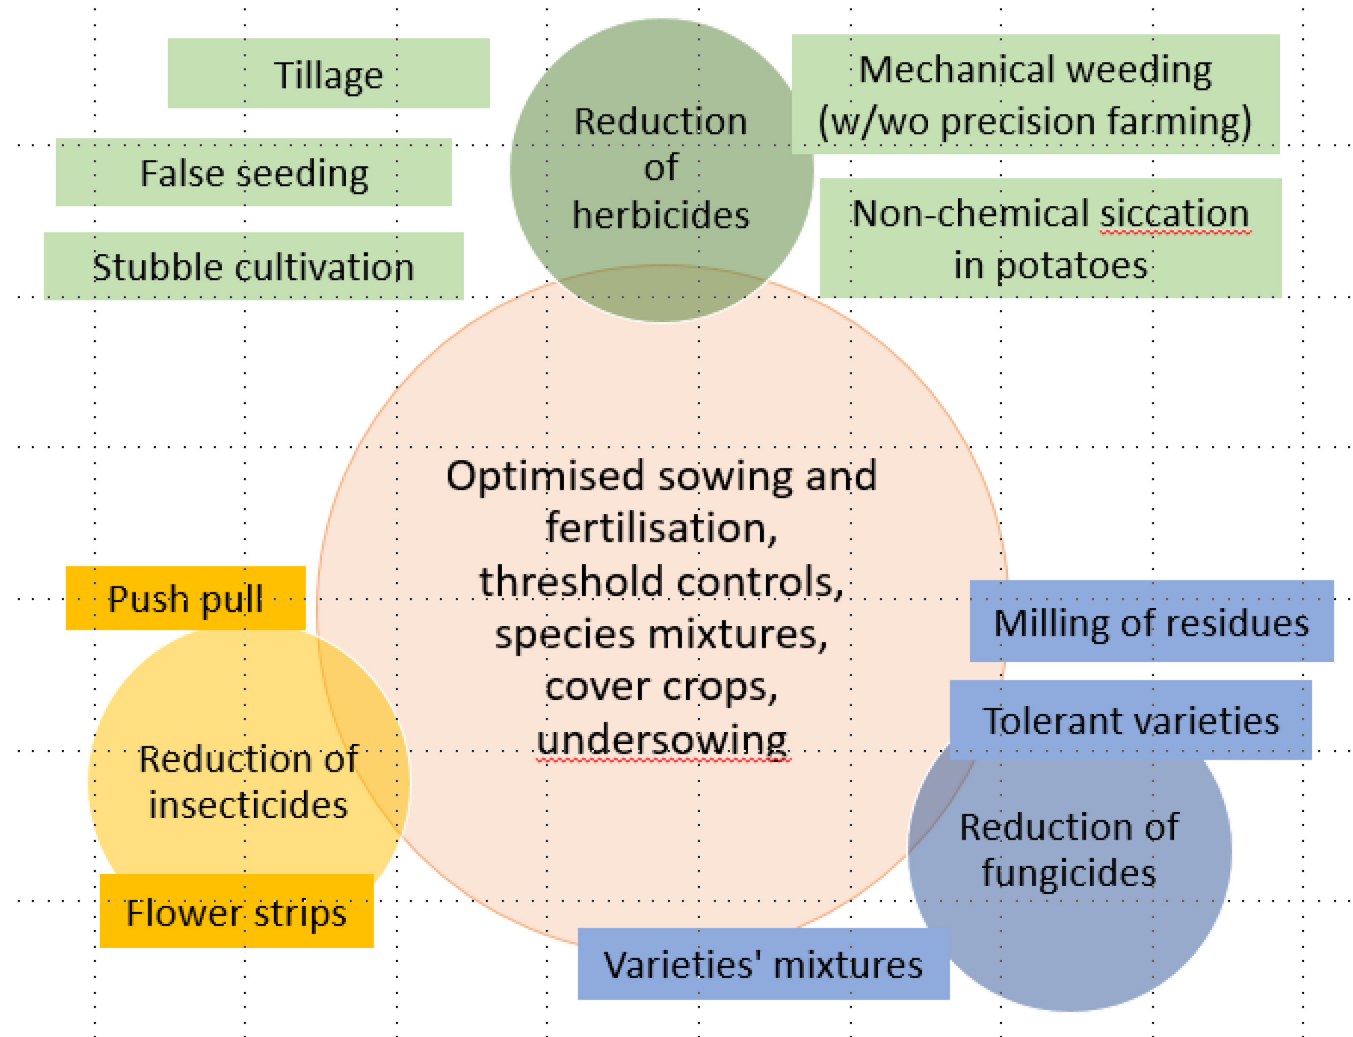 Tillage
False seeding
Stubble cultivation
Reduction
of
herbicides
Mechanical weeding
(w/wo precision farming)
Non-chemical siccation
in potatoes
Optimised sowing and
fertilisation,
threshold controls,
species mixtures,
cover crops,
undersowing
Push pull
Reduction of
insecticides
Flower strips
Milling of residues
Tolerant varieties
Reduction of
fungicides
Varieties' mixtures